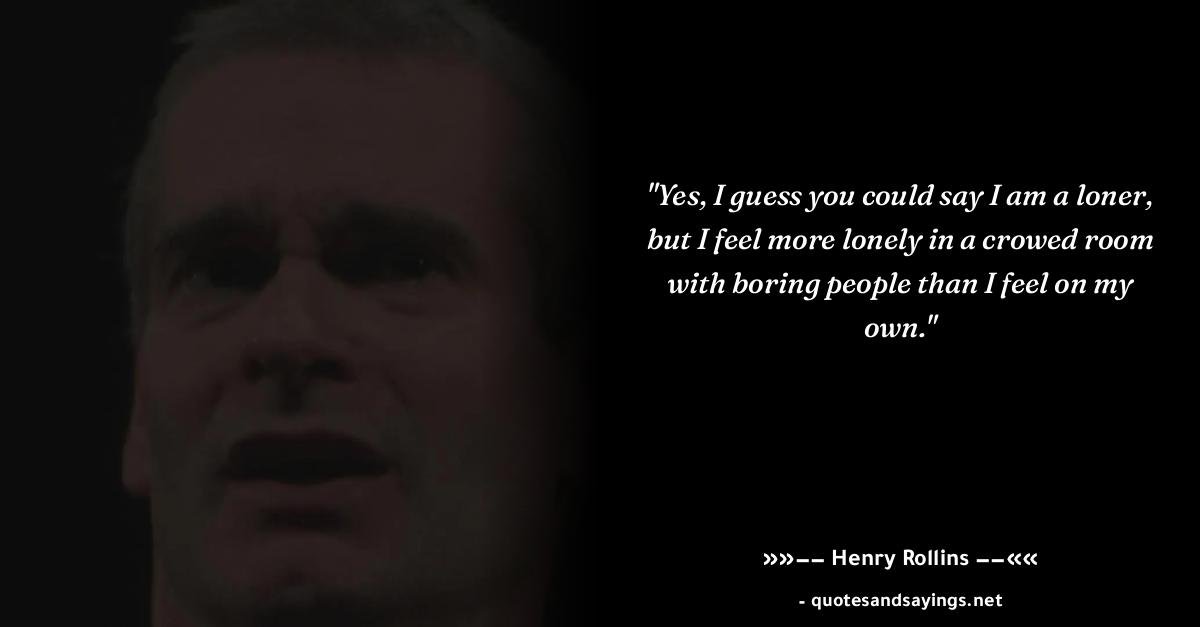 "Yes, I guess you could say I am a loner,
but I feel more lonely in a crowed room
with boring people than I feel on my
own."
»»–– Henry Rollins ––««
- quotesandsayings.net